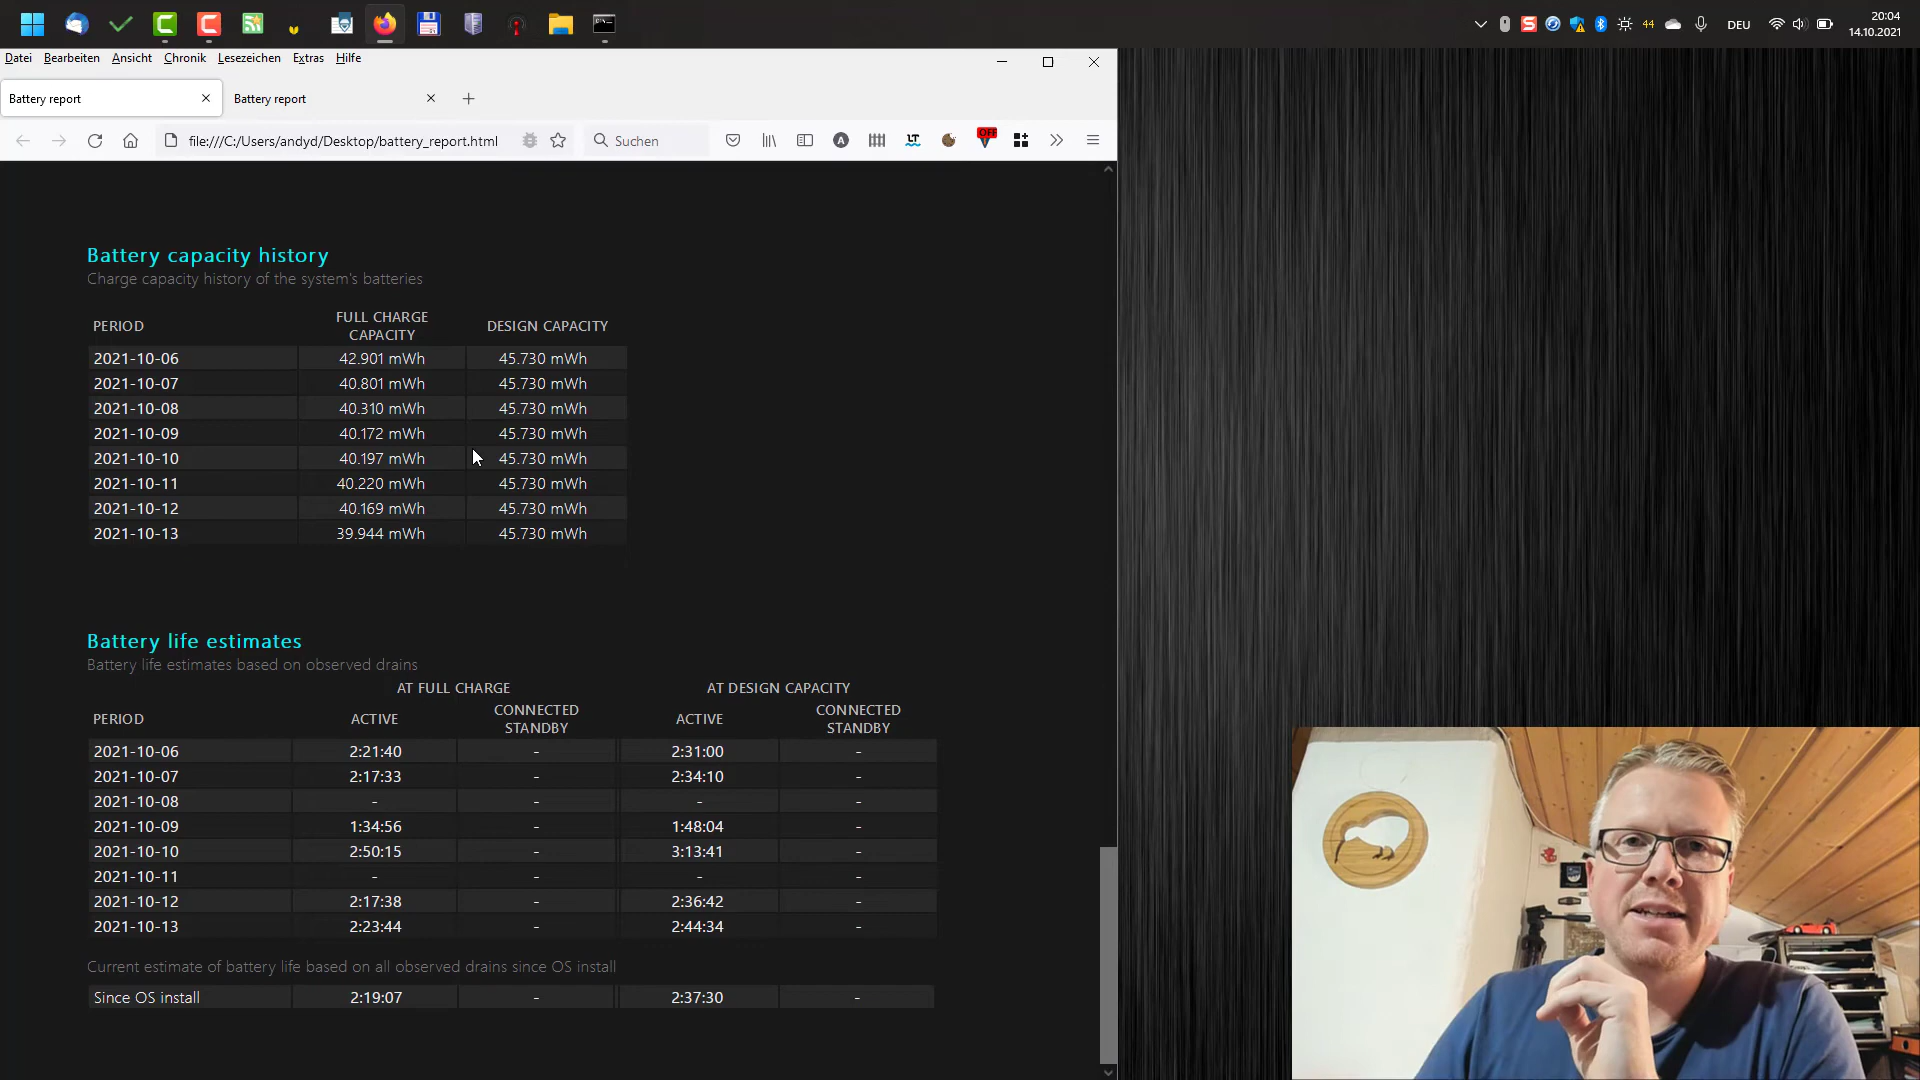 44
DEU
20:04
14.10.2021
Datei Bearbeiten Ansicht Chronik Lesezeichen Extras Hilfe
Battery report
Battery report
file:///C:/Users/andyd/Desktop/battery_report.html
Suchen
A
LT
OFF
Battery capacity history
Charge capacity history of the system's batteries
PERIOD FULL CHARGE CAPACITY DESIGN CAPACITY
2021-10-06 42.901 mWh 45.730 mWh
2021-10-07 40.801 mWh 45.730 mWh
2021-10-08 40.310 mWh 45.730 mWh
2021-10-09 40.172 mWh 45.730 mWh
2021-10-10 40.197 mWh 45.730 mWh
2021-10-11 40.220 mWh 45.730 mWh
2021-10-12 40.169 mWh 45.730 mWh
2021-10-13 39.944 mWh 45.730 mWh
Battery life estimates
Battery life estimates based on observed drains
AT FULL CHARGE AT DESIGN CAPACITY
PERIOD ACTIVE CONNECTED STANDBY ACTIVE CONNECTED STANDBY
2021-10-06 2:21:40 - 2:31:00 -
2021-10-07 2:17:33 - 2:34:10 -
2021-10-08 - - - -
2021-10-09 1:34:56 - 1:48:04 -
2021-10-10 2:50:15 - 3:13:41 -
2021-10-11 - - - -
2021-10-12 2:17:38 - 2:36:42 -
2021-10-13 2:23:44 - 2:44:34 -
Current estimate of battery life based on all observed drains since OS install
Since OS install 2:19:07 - 2:37:30 -